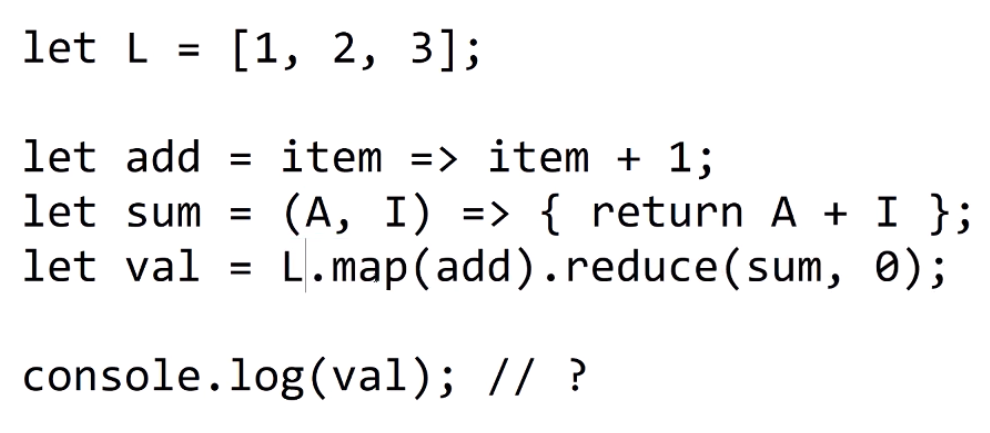 let L = [1, 2, 3];
let add = item => item + 1;
let sum = (A, I) => { return A + I };
let val = L.map(add).reduce(sum, 0);
console.log(val); // ?